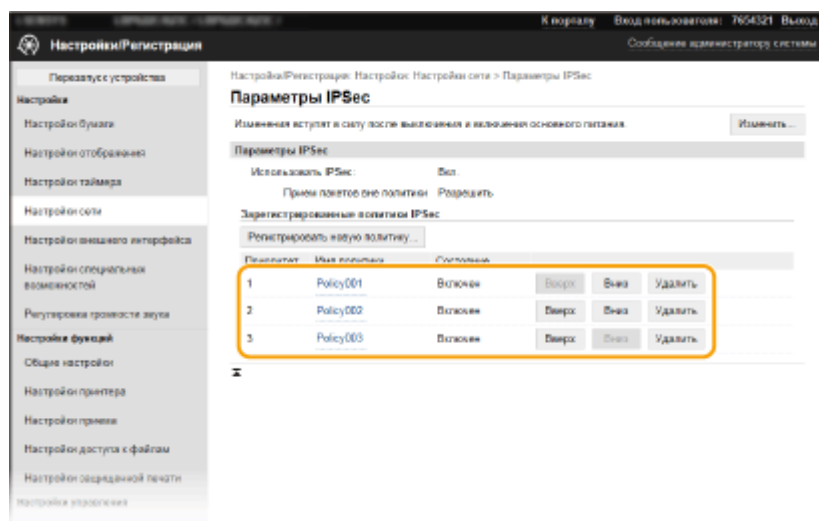 К порталу Вход пользователя: 7654321 Выход
Настройки/Регистрация
Сообщение администратору системы
Перезапуск устройства
Настройки
Настройки бумаги
Настройки отображения
Настройки таймера
Настройки сети
Настройки внешнего интерфейса
Настройки специальных
возможностей
Регулировка громкости звука
Настройки функций
Общие настройки
Настройки принтера
Настройки приема
Настройки доступа к файлам
Настройки защищенной печати
Настройки управления
Настройки/Регистрация: Настройки: Настройки сети > Параметры IPSec
Параметры IPSec
Изменения вступят в силу после выключения и включения основного питания.
Изменить...
Параметры IPSec
Использовать IPSec: Вкл.
Прием пакетов вне политики Разрешить
Зарегистрированные политики IPSec
Регистрировать новую политику...
Приоритет Имя политики Состояние
1 Policy001 Включен Вверх Вниз Удалить
2 Policy002 Включен Вверх Вниз Удалить
3 Policy003 Включен Вверх Вниз Удалить